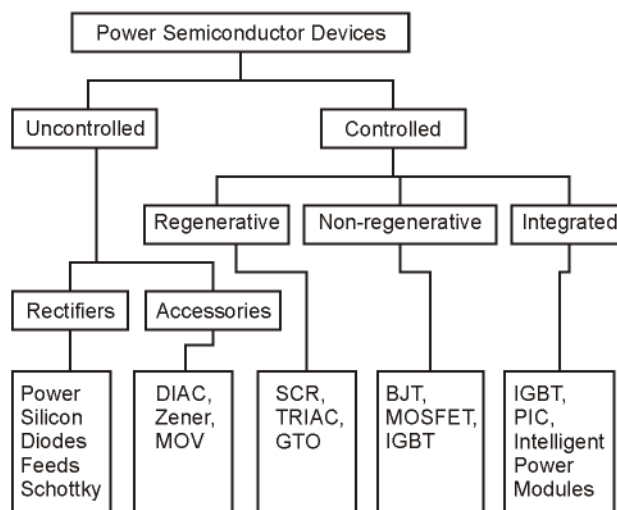 Power Semiconductor Devices
Uncontrolled
Controlled
Regenerative
Non-regenerative
Integrated
Rectifiers
Accessories
Power
Silicon
Diodes
Feeds
Schottky
DIAC,
Zener,
MOV
SCR,
TRIAC,
GTO
BJT,
MOSFET,
IGBT
IGBT,
PIC,
Intelligent
Power
Modules